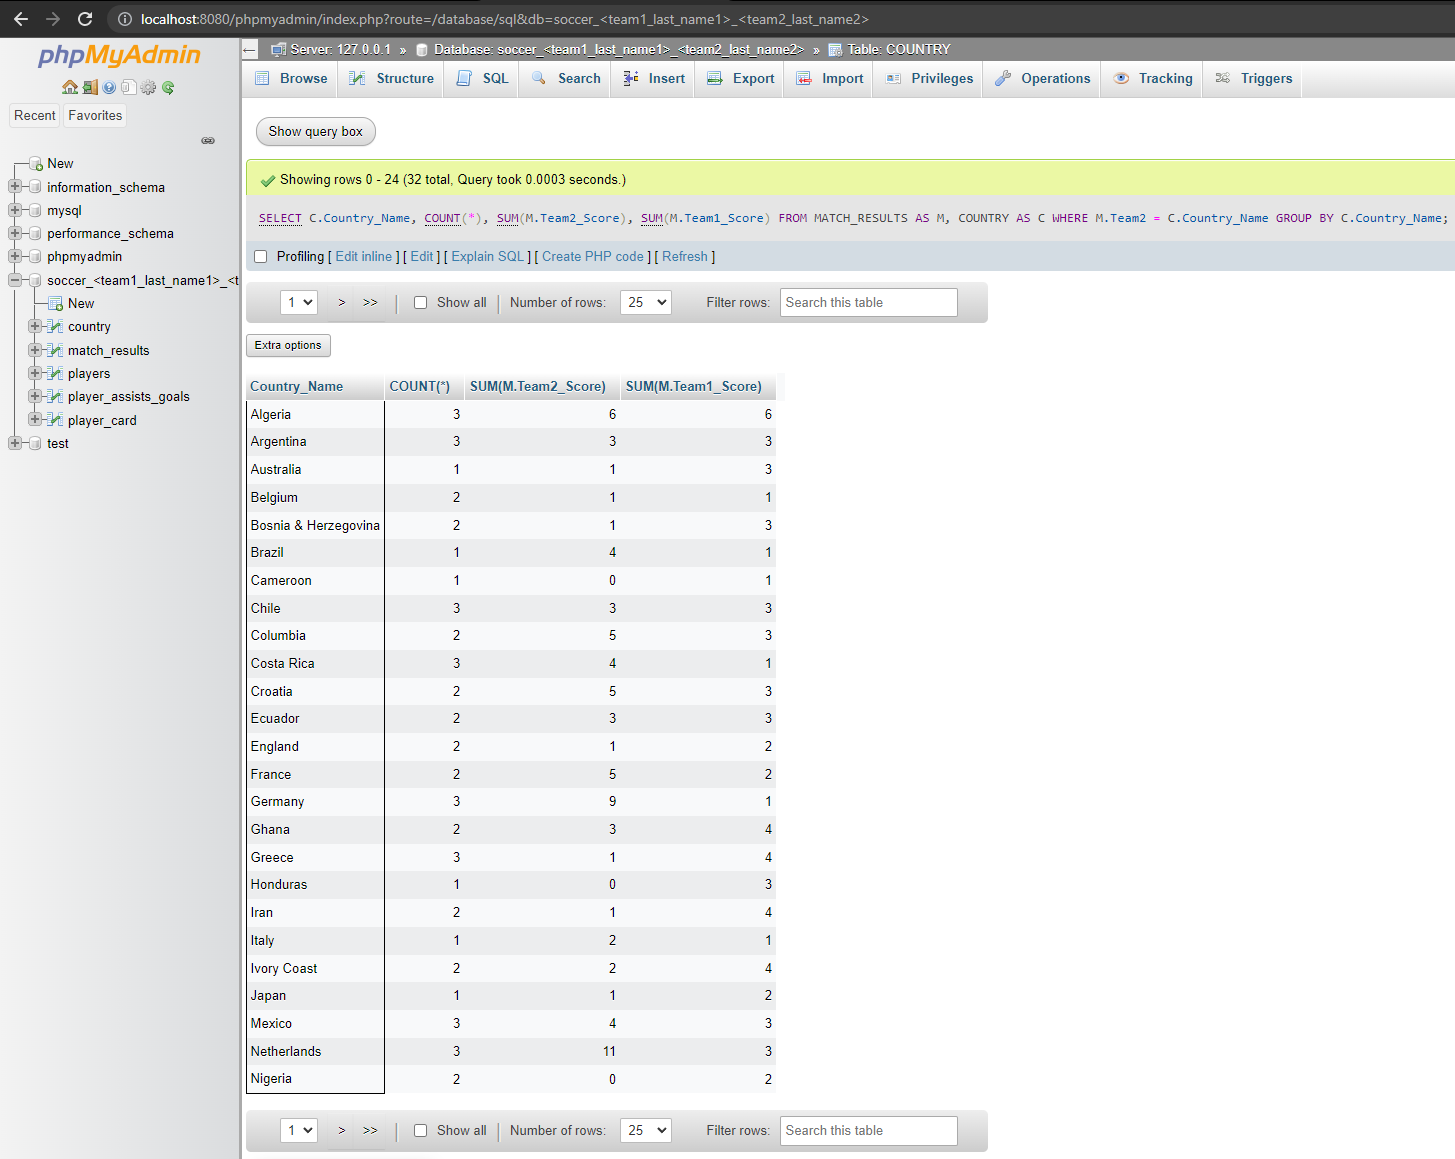 localhost:8080/phpmyadmin/index.php?route=/database/sql&db=soccer_<team1_last_name1>_<team2_last_name2>
phpMyAdmin
Recent Favorites
New
information_schema
mysql
performance_schema
phpmyadmin
soccer_<team1_last_name1>_<t
New
country
match_results
players
player_assists_goals
player_card
test
Server: 127.0.0.1 » Database: soccer_<team1_last_name1>_<team2_last_name2> » Table: COUNTRY
Browse Structure SQL Search Insert Export Import Privileges Operations Tracking Triggers
Show query box
Showing rows 0 - 24 (32 total, Query took 0.0003 seconds.)
SELECT C.Country_Name, COUNT(*), SUM(M.Team2_Score), SUM(M.Team1_Score) FROM MATCH_RESULTS AS M, COUNTRY AS C WHERE M.Team2 = C.Country_Name GROUP BY C.Country_Name;
Profiling [ Edit inline ] [ Edit ] [ Explain SQL ] [ Create PHP code ] [ Refresh ]
1 > >> | Show all | Number of rows: 25 Filter rows: Search this table
Extra options
Country_Name COUNT(*) SUM(M.Team2_Score) SUM(M.Team1_Score)
Algeria 3 6 6
Argentina 3 3 3
Australia 1 1 3
Belgium 2 1 1
Bosnia & Herzegovina 2 1 3
Brazil 1 4 1
Cameroon 1 0 1
Chile 3 3 3
Columbia 2 5 3
Costa Rica 3 4 1
Croatia 2 5 3
Ecuador 2 3 3
England 2 1 2
France 2 5 2
Germany 3 9 1
Ghana 2 3 4
Greece 3 1 4
Honduras 1 0 3
Iran 2 1 4
Italy 1 2 1
Ivory Coast 2 2 4
Japan 1 1 2
Mexico 3 4 3
Netherlands 3 11 3
Nigeria 2 0 2
1 > >> | Show all | Number of rows: 25 Filter rows: Search this table